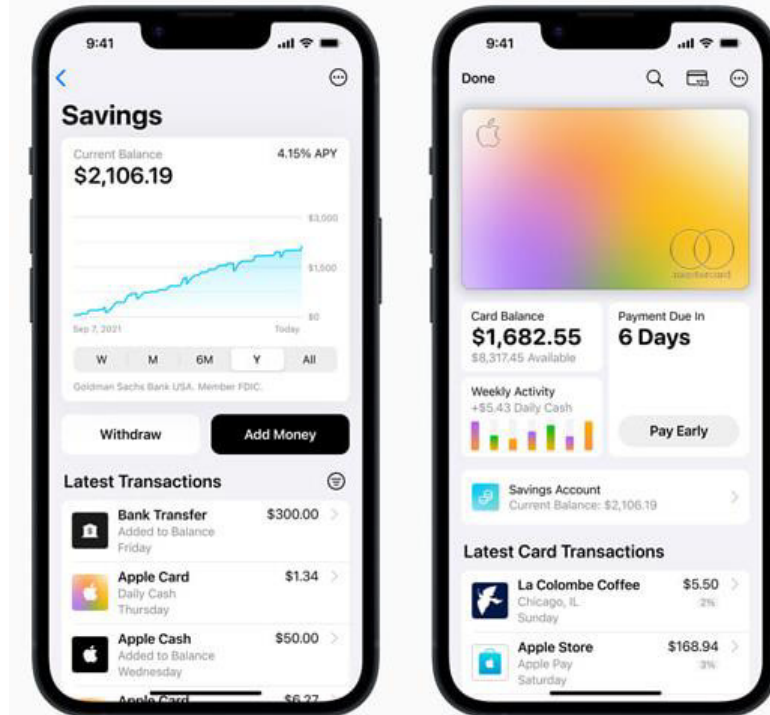 9:41
Savings
Current Balance
4.15% APY
$2,106.19
$3,000
$1,500
$0
Sep 7, 2021
Today
W M 6M Y All
Goldman Sachs Bank USA. Member FDIC.
Withdraw
Add Money
Latest Transactions
Bank Transfer $300.00
Added to Balance
Friday
Apple Card $1.34
Daily Cash
Thursday
Apple Cash $50.00
Added to Balance
Wednesday
Apple Card $6.27
9:41
Done
mastercard
Card Balance
$1,682.55
$8,317.45 Available
Payment Due In
6 Days
Weekly Activity
+$5.43 Daily Cash
Pay Early
Savings Account
Current Balance: $2,106.19
Latest Card Transactions
La Colombe Coffee $5.50
Chicago, IL 2%
Sunday
Apple Store $168.94
Apple Pay 3%
Saturday